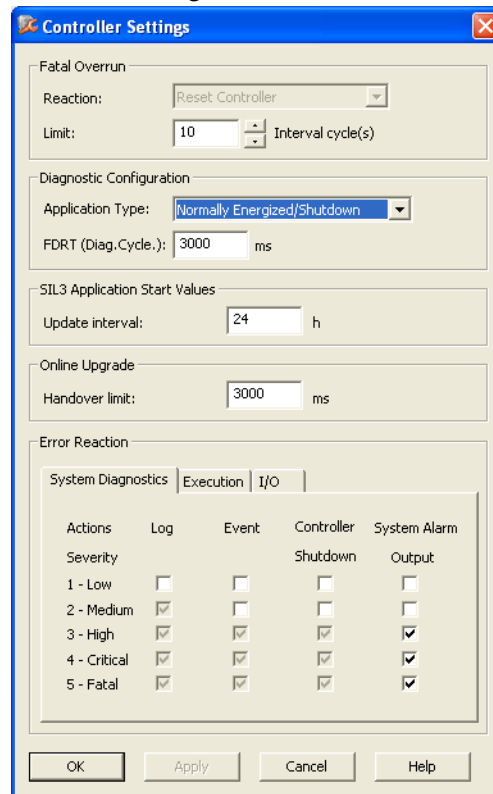 Controller Settings
Fatal Overrun
Reaction: Reset Controller
Limit: 10 Interval cycle(s)
Diagnostic Configuration
Application Type: Normally Energized/Shutdown
FDRT (Diag.Cycle.): 3000 ms
SIL3 Application Start Values
Update interval: 24 h
Online Upgrade
Handover limit: 3000 ms
Error Reaction
System Diagnostics Execution I/O
Actions Log Event Controller System Alarm
Severity Shutdown Output
1 - Low
2 - Medium
3 - High
4 - Critical
5 - Fatal
OK Apply Cancel Help